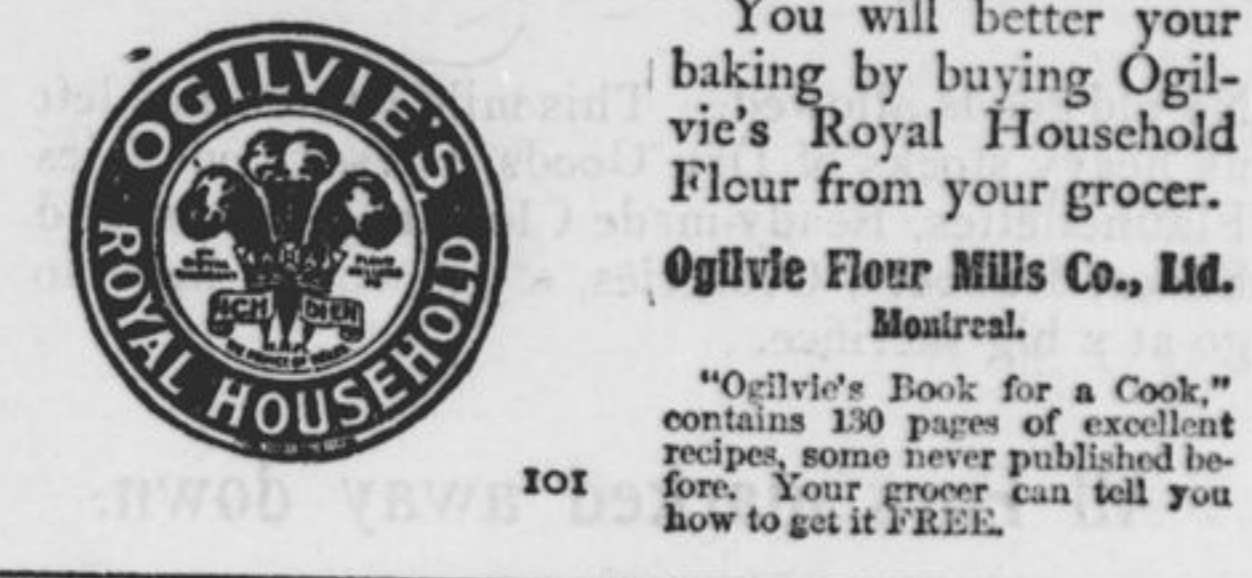 OGILVIE'S
ROYAL HOUSEHOLD
ICH DIEN
You will better your
baking by buying Ogil-
vie's Royal Household
Flour from your grocer.
Ogilvie Flour Mills Co., Ltd.
Montreal.
"Ogilvie's Book for a Cook,"
contains 130 pages of excellent
recipes, some never published be-
fore. Your grocer can tell you
how to get it FREE.
101